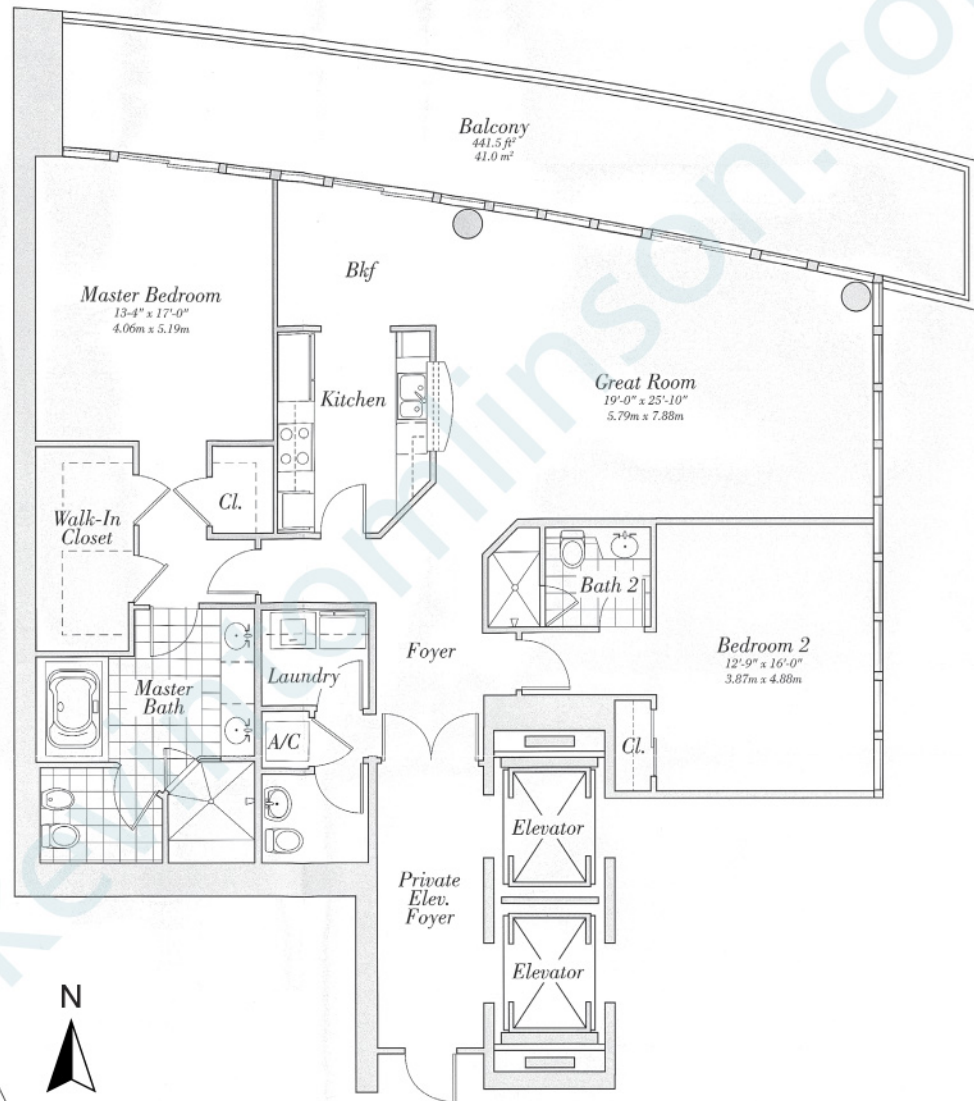 Balcony
441.5 ft²
41.0 m²
Bkf
Master Bedroom
13-4" x 17'-0"
4.06m x 5.19m
Kitchen
Great Room
19'-0" x 25'-10"
5.79m x 7.88m
Cl.
Walk-In
Closet
Bath 2
Bedroom 2
12'-9" x 16'-0"
3.87m x 4.88m
Foyer
Laundry
Master
Bath
A/C
Cl.
Elevator
Private
Elev.
Foyer
Elevator
N
kevintomlinson.co